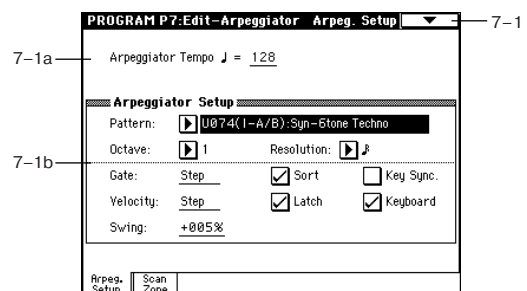 PROGRAM P7:Edit-Arpeggiator Arpeg. Setup
7-1
7-1a
Arpeggiator Tempo ♩ = 128
Arpeggiator Setup
Pattern: U074(I-A/B):Syn-6tone Techno
Octave: 1 Resolution: ♪
7-1b
Gate: Step Sort Key Sync.
Velocity: Step Latch Keyboard
Swing: +005%
Arpeg. Setup
Scan Zone